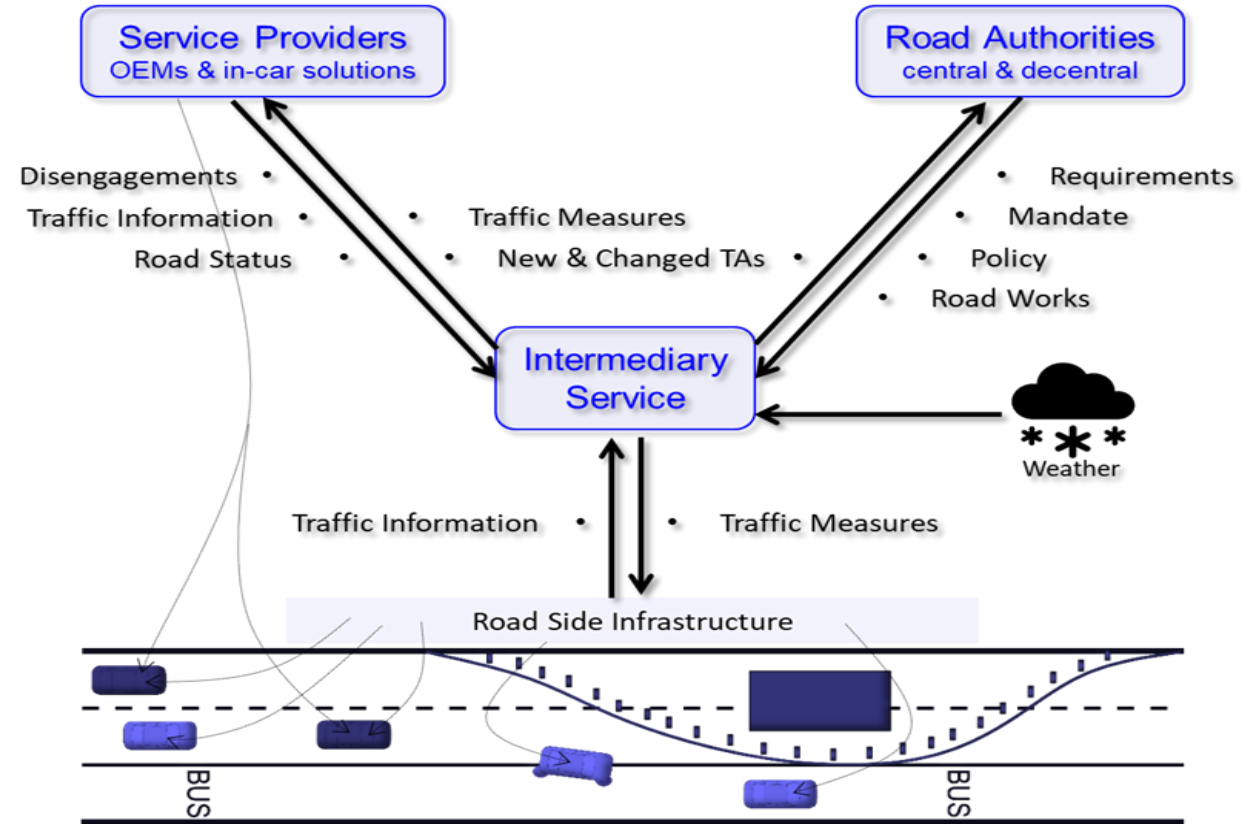 Service Providers
OEMs & in-car solutions
Road Authorities
central & decentral
Disengagements •
Traffic Information •
Road Status •
• Traffic Measures
• New & Changed TAs •
• Requirements
• Mandate
• Policy
• Road Works
Intermediary
Service
Weather
Traffic Information •
• Traffic Measures
Road Side Infrastructure
BUS
BUS